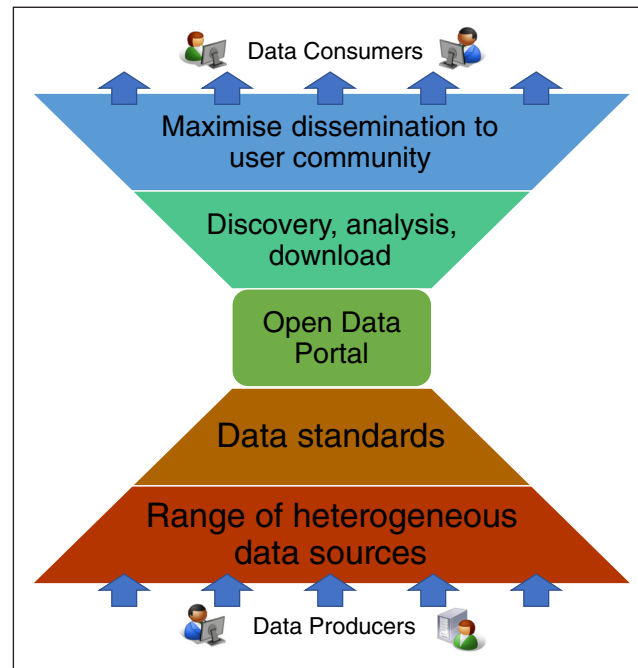 Data Consumers
Maximise dissemination to
user community
Discovery, analysis,
download
Open Data
Portal
Data standards
Range of heterogeneous
data sources
Data Producers